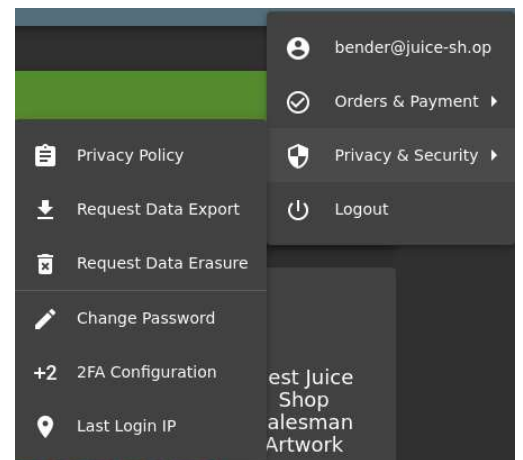 bender@juice-sh.op
Orders & Payment
Privacy & Security
Logout
Privacy Policy
Request Data Export
Request Data Erasure
Change Password
+2 2FA Configuration
Last Login IP
est Juice
Shop
alesman
Artwork